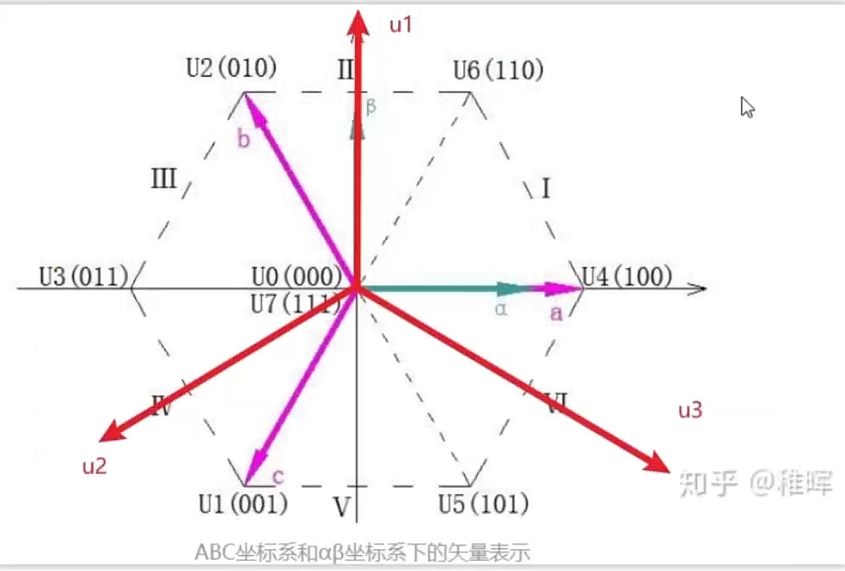 u1
U2(010)
II
U6(110)
β
b
III
I
U3(011)
U0(000)
U4(100)
U7(111)
α
a
IV
VI
u3
u2
c
知乎 @稚晖
U1(001)
V
U5(101)
ABC坐标系和αβ坐标系下的矢量表示